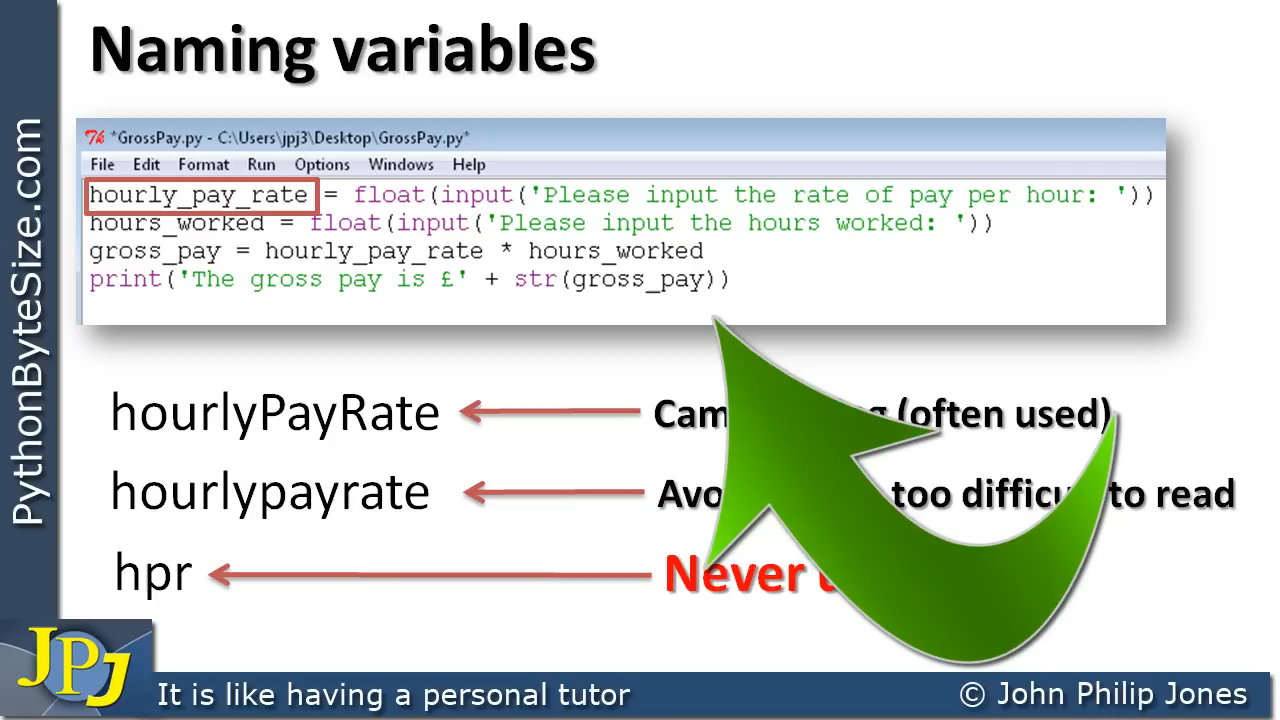 Naming variables
*GrossPay.py - C:\Users\jpj3\Desktop\GrossPay.py*
File Edit Format Run Options Windows Help
hourly_pay_rate = float(input('Please input the rate of pay per hour: '))
hours_worked = float(input('Please input the hours worked: '))
gross_pay = hourly_pay_rate * hours_worked
print('The gross pay is £' + str(gross_pay))
hourlyPayRate (often used)
hourlypayrate too difficult to read
hpr Never
PythonByteSize.com
JPJ
It is like having a personal tutor
© John Philip Jones